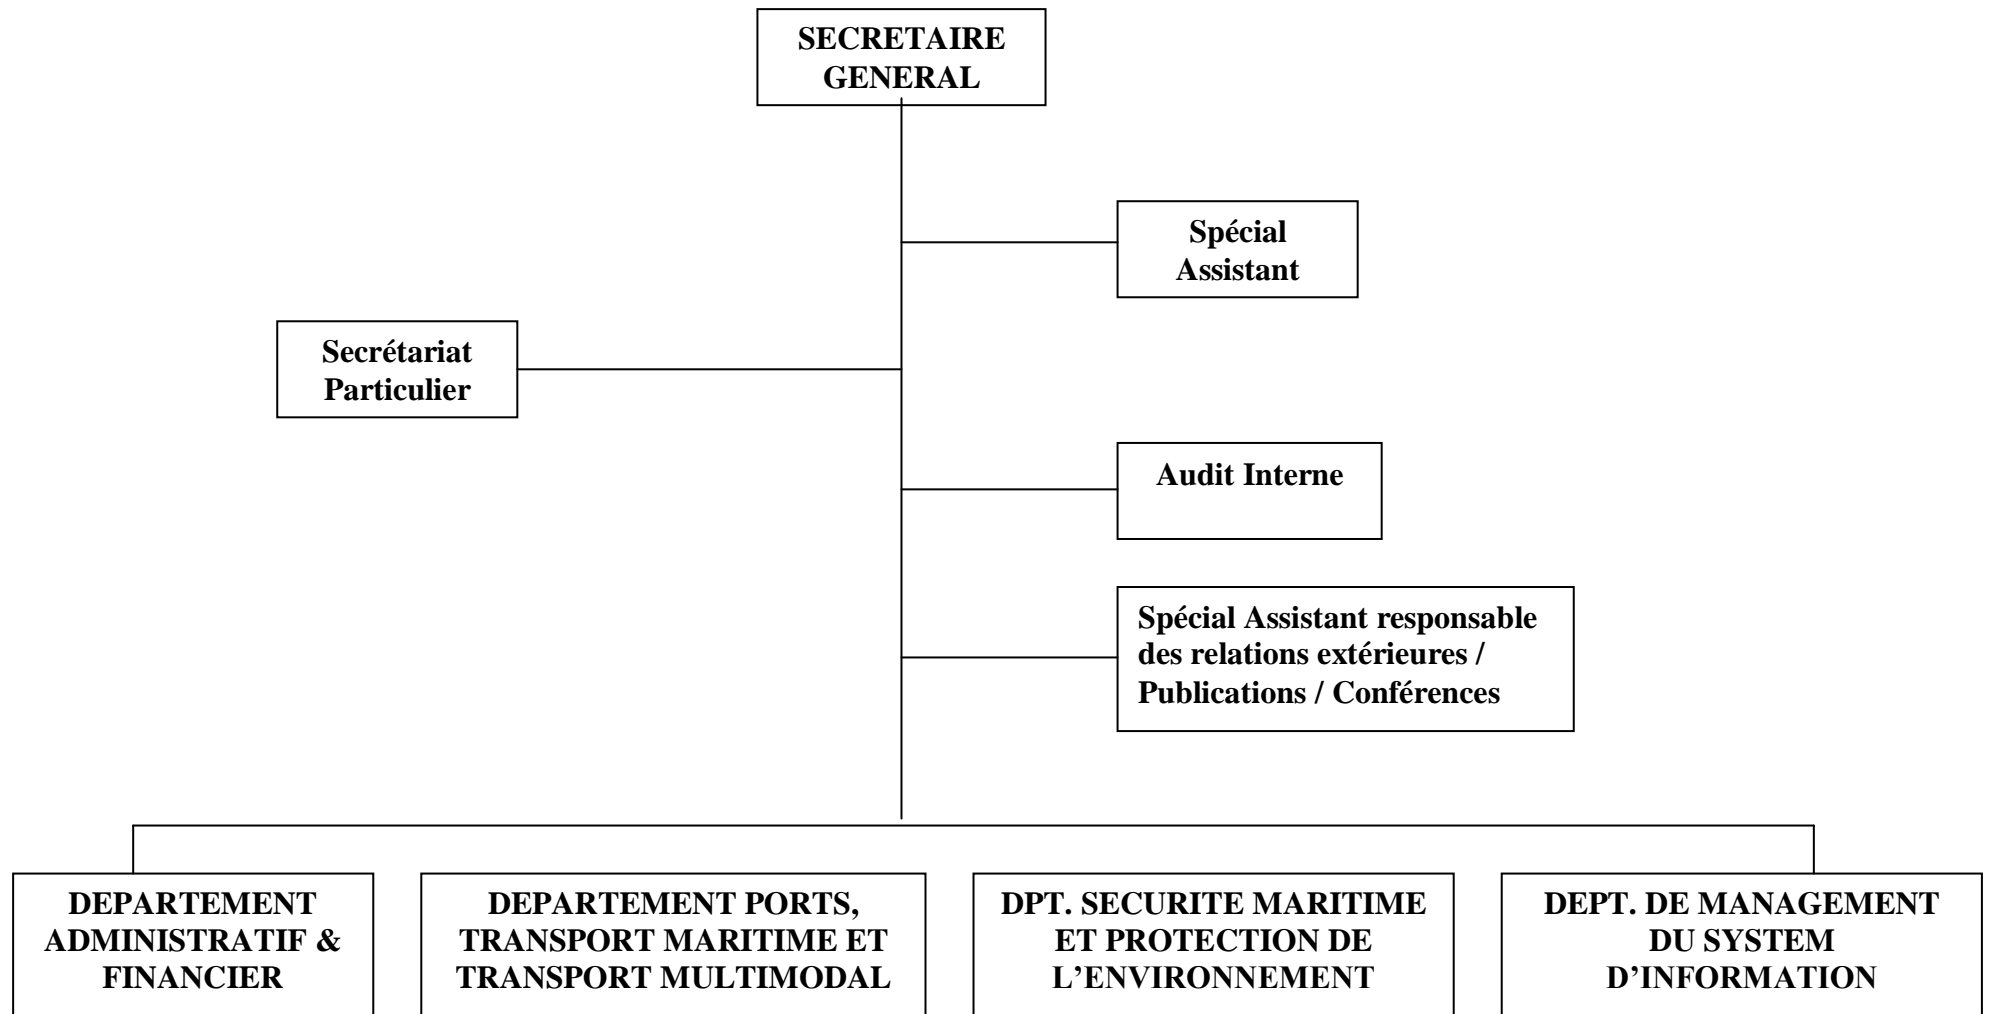 SECRETAIRE
GENERAL
Spécial
Assistant
Secrétariat
Particulier
Audit Interne
Spécial Assistant responsable
des relations extérieures /
Publications / Conférences
DEPARTEMENT
ADMINISTRATIF &
FINANCIER
DEPARTEMENT PORTS,
TRANSPORT MARITIME ET
TRANSPORT MULTIMODAL
DPT. SECURITE MARITIME
ET PROTECTION DE
L’ENVIRONNEMENT
DEPT. DE MANAGEMENT
DU SYSTEM
D’INFORMATION